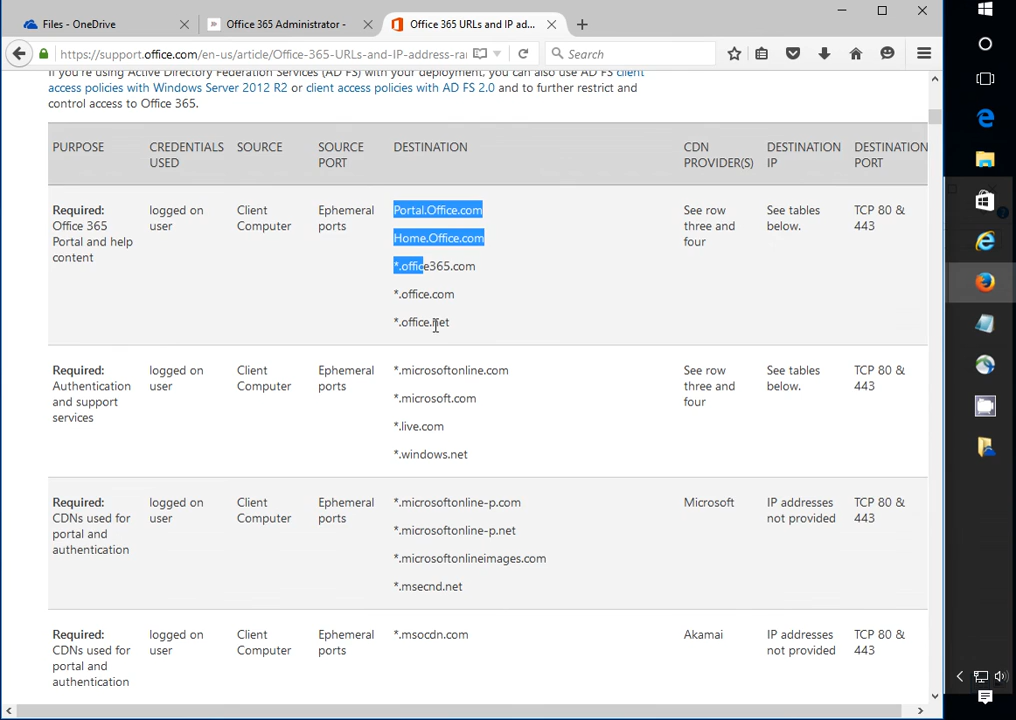 Files - OneDrive
Office 365 Administrator -
Office 365 URLs and IP ad...
https://support.office.com/en-us/article/Office-365-URLs-and-IP-address-ra
Search
If you're using Active Directory Federation Services (AD FS) with your deployment, you can also use AD FS client
access policies with Windows Server 2012 R2 or client access policies with AD FS 2.0 and to further restrict and
control access to Office 365.
PURPOSE
CREDENTIALS
USED
SOURCE
SOURCE
PORT
DESTINATION
CDN
PROVIDER(S)
DESTINATION
IP
DESTINATION
PORT
Required:
Office 365
Portal and help
content
logged on
user
Client
Computer
Ephemeral
ports
Portal.Office.com
Home.Office.com
*.office365.com
*.office.com
*.office.net
See row
three and
four
See tables
below.
TCP 80 &
443
Required:
Authentication
and support
services
logged on
user
Client
Computer
Ephemeral
ports
*.microsoftonline.com
*.microsoft.com
*.live.com
*.windows.net
See row
three and
four
See tables
below.
TCP 80 &
443
Required:
CDNs used for
portal and
authentication
logged on
user
Client
Computer
Ephemeral
ports
*.microsoftonline-p.com
*.microsoftonline-p.net
*.microsoftonlineimages.com
*.msecnd.net
Microsoft
IP addresses
not provided
TCP 80 &
443
Required:
CDNs used for
portal and
authentication
logged on
user
Client
Computer
Ephemeral
ports
*.msocdn.com
Akamai
IP addresses
not provided
TCP 80 &
443